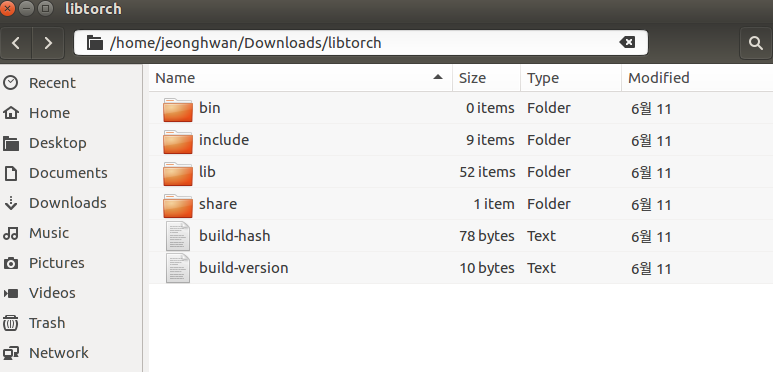 libtorch
/home/jeonghwan/Downloads/libtorch
Recent
Home
Desktop
Documents
Downloads
Music
Pictures
Videos
Trash
Network
Name Size Type Modified
bin 0 items Folder 6월 11
include 9 items Folder 6월 11
lib 52 items Folder 6월 11
share 1 item Folder 6월 11
build-hash 78 bytes Text 6월 11
build-version 10 bytes Text 6월 11